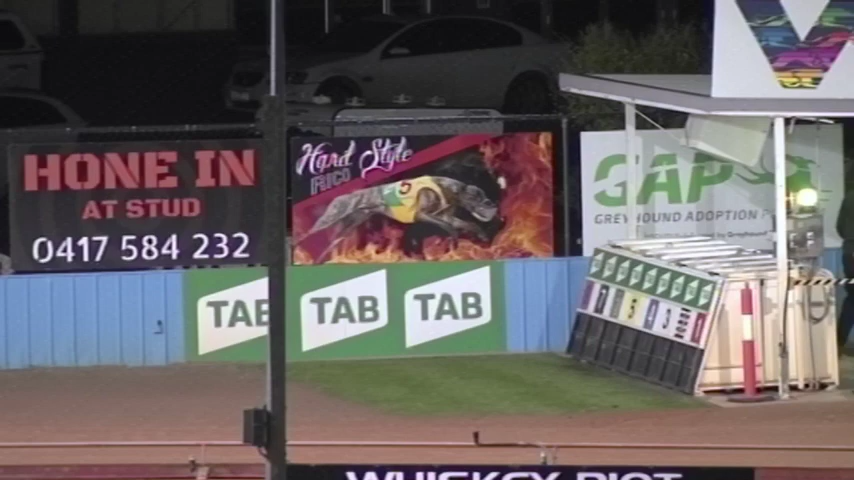 HONE IN
AT STUD
0417 584 232
Hard Style
RICO
GAP
GREYHOUND ADOPTION
TAB
TAB
TAB
WHISKEY RIOT